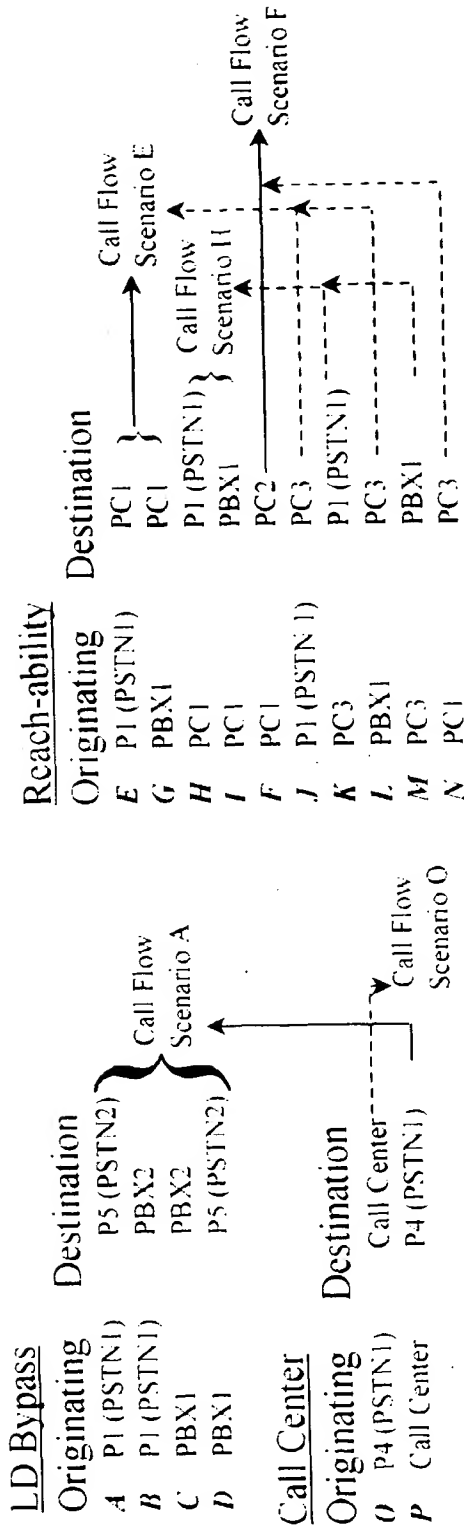 LD Bypass
Originating Destination
A P1 (PSTN1) P5 (PSTN2)
B P1 (PSTN1) PBX2
C PBX1 PBX2
D PBX1 P5 (PSTN2)
Call Flow
Scenario A
Call Center
Originating Destination
O P4 (PSTN1) Call Center
P Call Center P4 (PSTN1)
Call Flow
Scenario O
Reach-ability
Originating Destination
E P1 (PSTN1) PC1
G PBX1 PC1
H PC1 P1 (PSTN1)
I PC1 PBX1
F PC1 PC2
J P1 (PSTN 1) PC3
K PC3 P1 (PSTN1)
L PBX1 PC3
M PC3 PBX1
N PC1 PC3
Call Flow
Scenario E
Call Flow
Scenario H
Call Flow
Scenario F